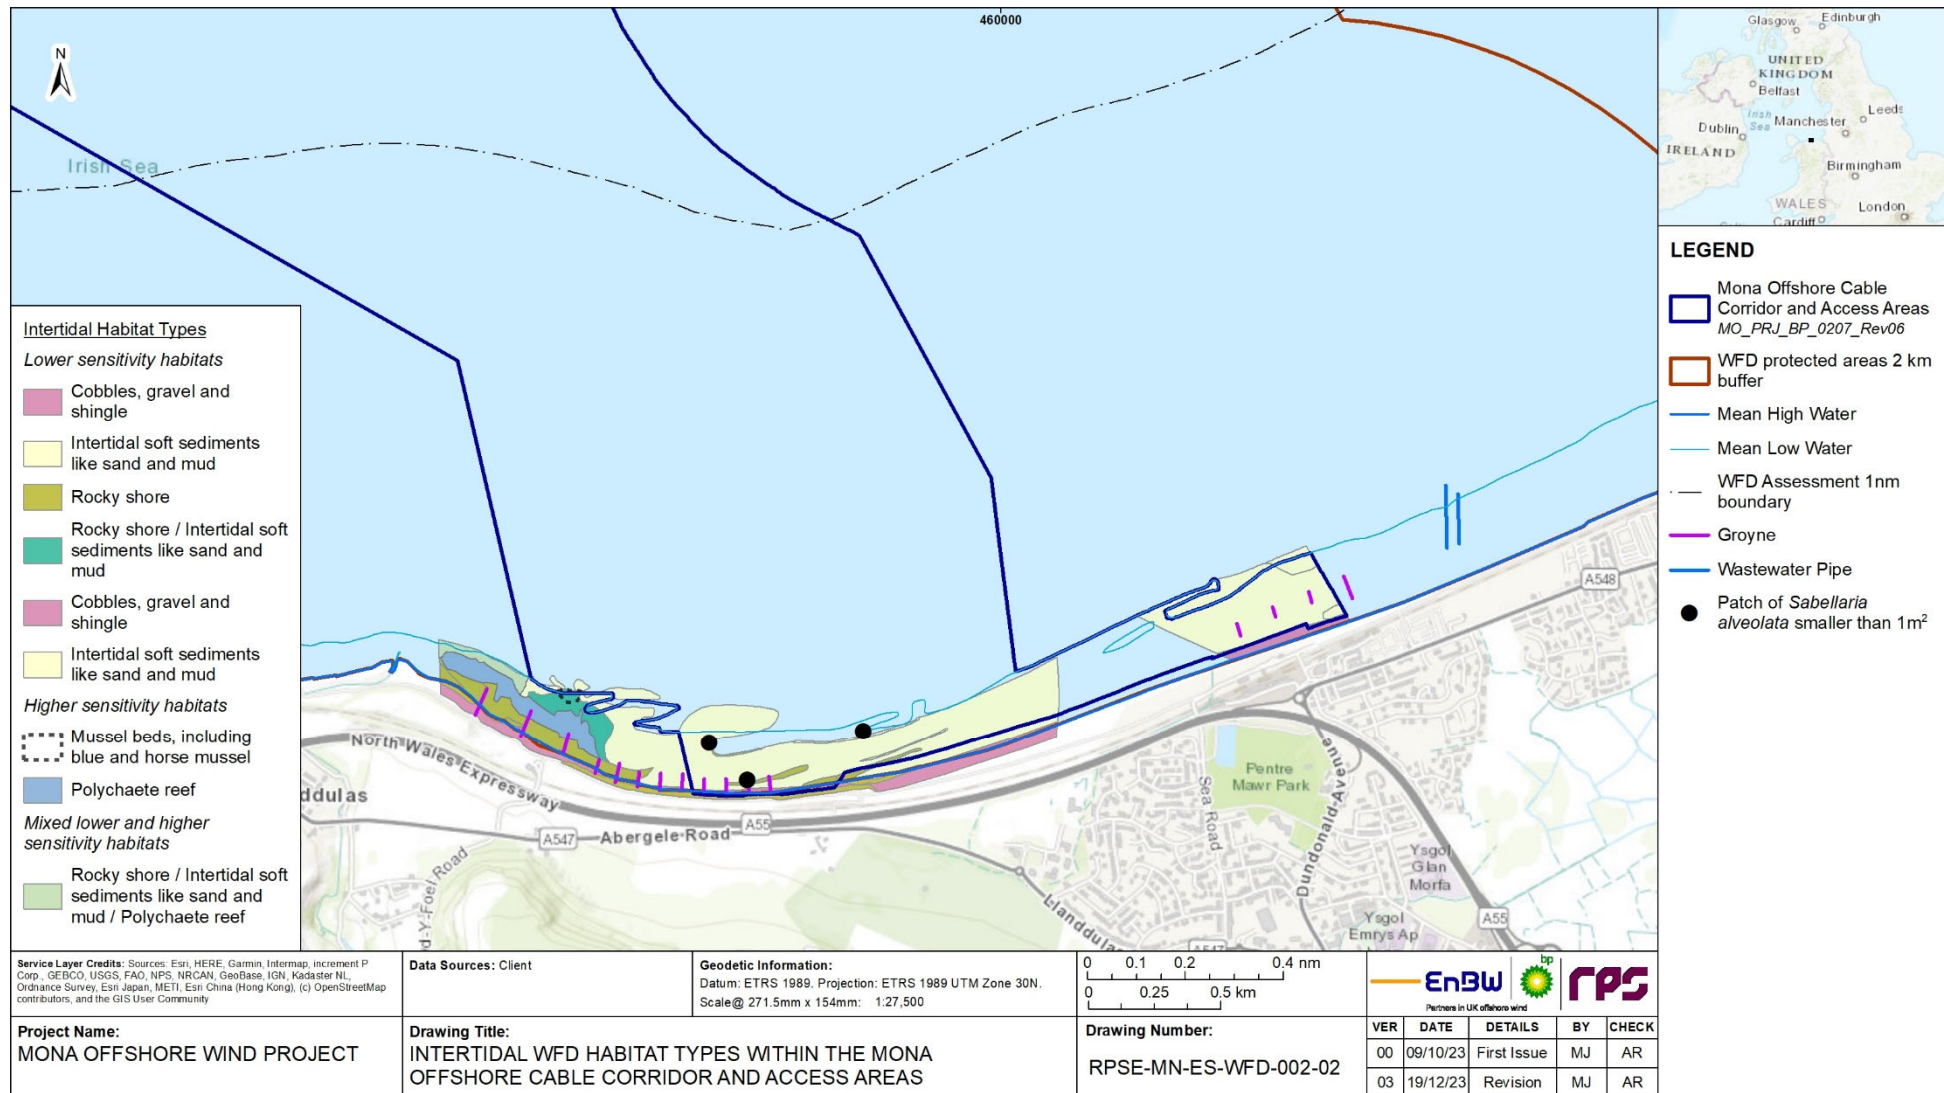 460000
N
Irish Sea
Glasgow
Edinburgh
UNITED
KINGDOM
Belfast
Irish
Sea
Leeds
Manchester
Dublin
IRELAND
Birmingham
WALES
London
Cardiff
LEGEND
Mona Offshore Cable
Corridor and Access Areas
MO_PRJ_BP_0207_Rev06
WFD protected areas 2 km
buffer
Mean High Water
Mean Low Water
WFD Assessment 1nm
boundary
Groyne
Wastewater Pipe
Patch of Sabellaria
alveolata smaller than 1m²
Intertidal Habitat Types
Lower sensitivity habitats
Cobbles, gravel and
shingle
Intertidal soft sediments
like sand and mud
Rocky shore
Rocky shore / Intertidal soft
sediments like sand and
mud
Cobbles, gravel and
shingle
Intertidal soft sediments
like sand and mud
Higher sensitivity habitats
Mussel beds, including
blue and horse mussel
Polychaete reef
Mixed lower and higher
sensitivity habitats
Rocky shore / Intertidal soft
sediments like sand and
mud / Polychaete reef
A548
North Wales Expressway
ddulas
A547
Abergele Road
A55
d-Y-Foel Road
Pentre
Mawr Park
Sea Road
Dundonald Avenue
Ysgol
Glan
Morfa
Ysgol
Emrys Ap
A55
Llanddulas
A547
Service Layer Credits: Sources: Esri, HERE, Garmin, Intermap, increment P
Corp., GEBCO, USGS, FAO, NPS, NRCAN, GeoBase, IGN, Kadaster NL,
Ordnance Survey, Esri Japan, METI, Esri China (Hong Kong), (c) OpenStreetMap
contributors, and the GIS User Community
Data Sources: Client
Geodetic Information:
Datum: ETRS 1989. Projection: ETRS 1989 UTM Zone 30N.
Scale@ 271.5mm x 154mm: 1:27,500
0 0.1 0.2 0.4 nm
0 0.25 0.5 km
EnBW
bp
Partners in UK offshore wind
rps
Project Name:
MONA OFFSHORE WIND PROJECT
Drawing Title:
INTERTIDAL WFD HABITAT TYPES WITHIN THE MONA
OFFSHORE CABLE CORRIDOR AND ACCESS AREAS
Drawing Number:
RPSE-MN-ES-WFD-002-02
VER DATE DETAILS BY CHECK
00 09/10/23 First Issue MJ AR
03 19/12/23 Revision MJ AR